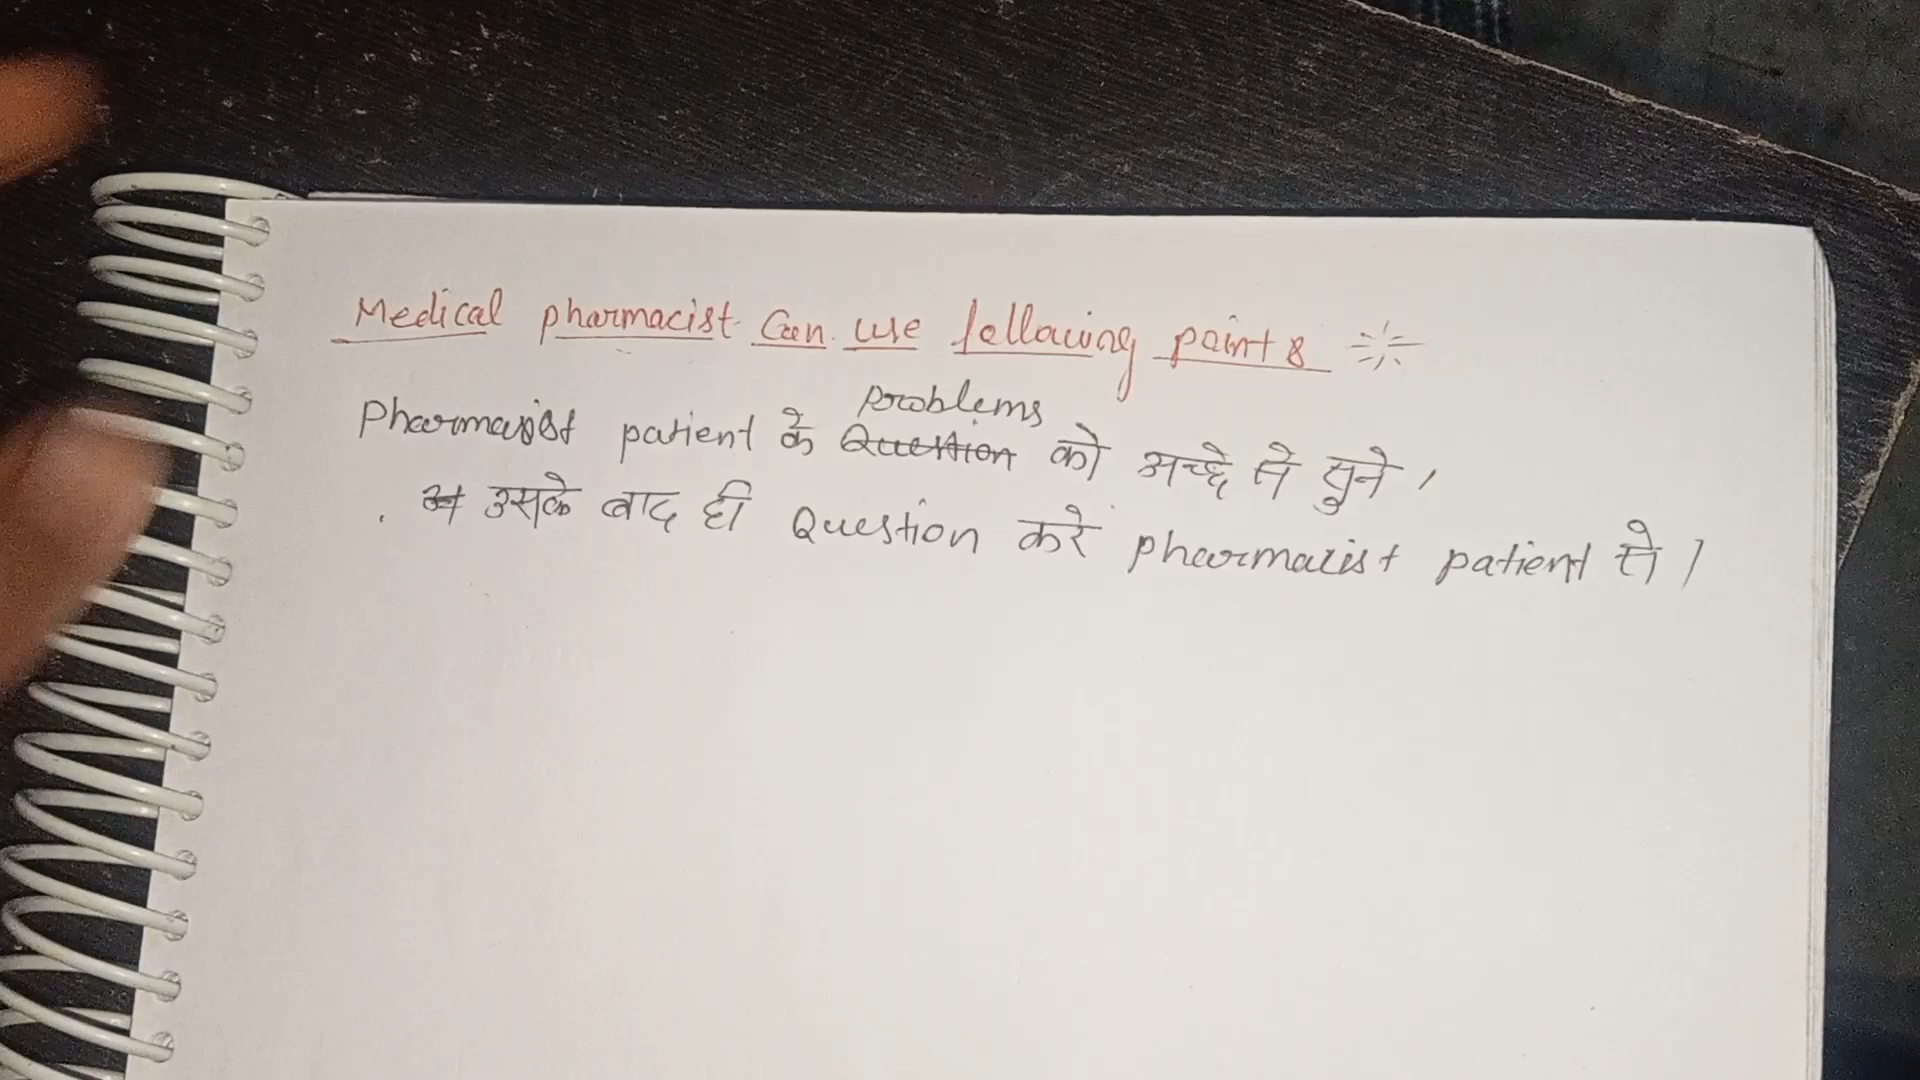 Medical pharmacist Can use following points
problems
Pharmacist patient के Question को अच्छे से सुने,
उसके बाद ही Question करे pharmacist patient से।